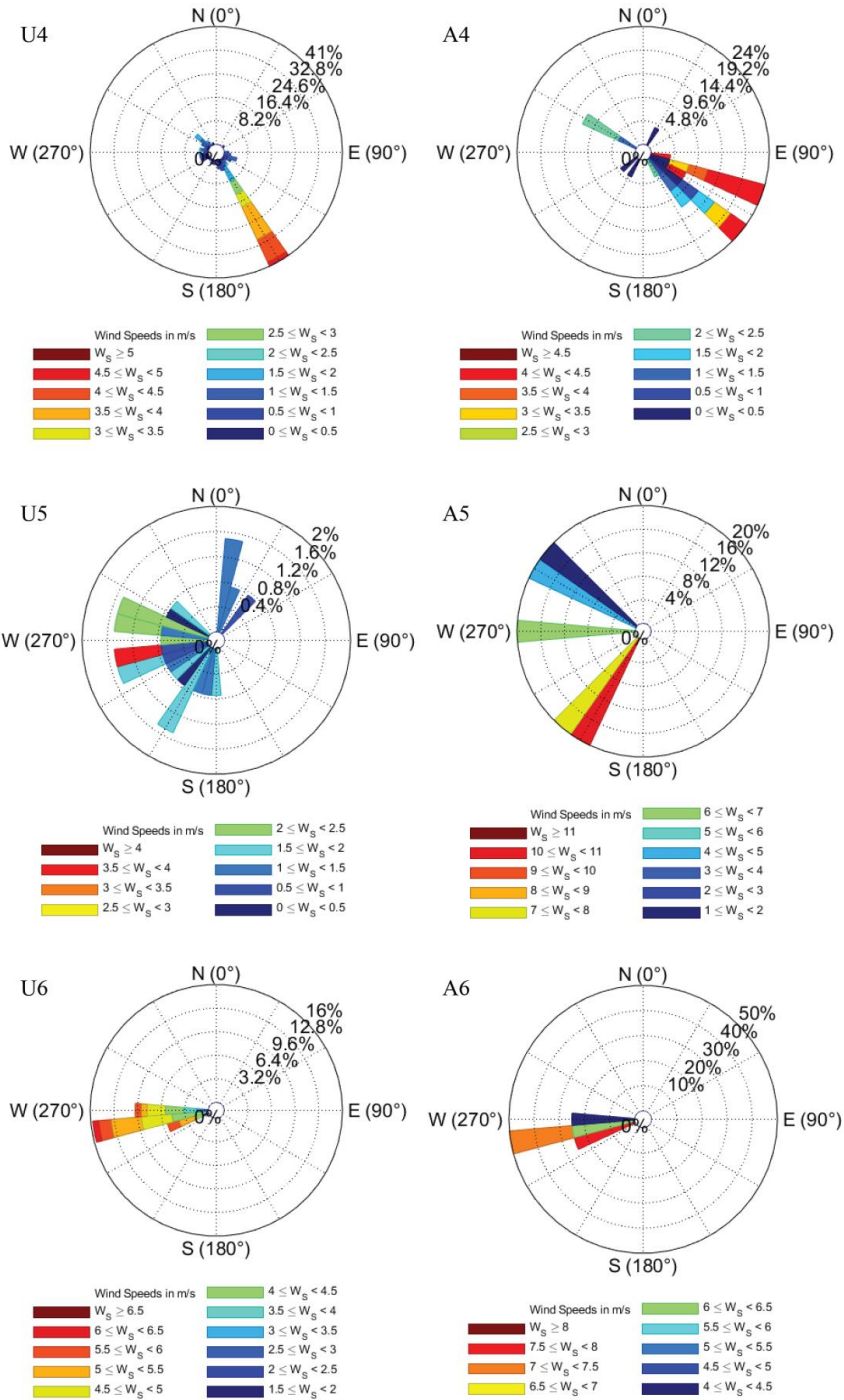 U4
N (0°)
41%
32.8%
24.6%
16.4%
8.2%
W (270°)
0%
E (90°)
S (180°)
Wind Speeds in m/s
W_S ≥ 5
4.5 ≤ W_S < 5
4 ≤ W_S < 4.5
3.5 ≤ W_S < 4
3 ≤ W_S < 3.5
2.5 ≤ W_S < 3
2 ≤ W_S < 2.5
1.5 ≤ W_S < 2
1 ≤ W_S < 1.5
0.5 ≤ W_S < 1
0 ≤ W_S < 0.5
A4
N (0°)
24%
19.2%
14.4%
9.6%
4.8%
W (270°)
0%
E (90°)
S (180°)
Wind Speeds in m/s
W_S ≥ 4.5
4 ≤ W_S < 4.5
3.5 ≤ W_S < 4
3 ≤ W_S < 3.5
2.5 ≤ W_S < 3
2 ≤ W_S < 2.5
1.5 ≤ W_S < 2
1 ≤ W_S < 1.5
0.5 ≤ W_S < 1
0 ≤ W_S < 0.5
U5
N (0°)
2%
1.6%
1.2%
0.8%
0.4%
W (270°)
0%
E (90°)
S (180°)
Wind Speeds in m/s
W_S ≥ 4
3.5 ≤ W_S < 4
3 ≤ W_S < 3.5
2.5 ≤ W_S < 3
2 ≤ W_S < 2.5
1.5 ≤ W_S < 2
1 ≤ W_S < 1.5
0.5 ≤ W_S < 1
0 ≤ W_S < 0.5
A5
N (0°)
20%
16%
12%
8%
4%
W (270°)
0%
E (90°)
S (180°)
Wind Speeds in m/s
W_S ≥ 11
10 ≤ W_S < 11
9 ≤ W_S < 10
8 ≤ W_S < 9
7 ≤ W_S < 8
6 ≤ W_S < 7
5 ≤ W_S < 6
4 ≤ W_S < 5
3 ≤ W_S < 4
2 ≤ W_S < 3
1 ≤ W_S < 2
U6
N (0°)
16%
12.8%
9.6%
6.4%
3.2%
W (270°)
0%
E (90°)
S (180°)
Wind Speeds in m/s
W_S ≥ 6.5
6 ≤ W_S < 6.5
5.5 ≤ W_S < 6
5 ≤ W_S < 5.5
4.5 ≤ W_S < 5
4 ≤ W_S < 4.5
3.5 ≤ W_S < 4
3 ≤ W_S < 3.5
2.5 ≤ W_S < 3
2 ≤ W_S < 2.5
1.5 ≤ W_S < 2
A6
N (0°)
50%
40%
30%
20%
10%
W (270°)
0%
E (90°)
S (180°)
Wind Speeds in m/s
W_S ≥ 8
7.5 ≤ W_S < 8
7 ≤ W_S < 7.5
6.5 ≤ W_S < 7
6 ≤ W_S < 6.5
5.5 ≤ W_S < 6
5 ≤ W_S < 5.5
4.5 ≤ W_S < 5
4 ≤ W_S < 4.5